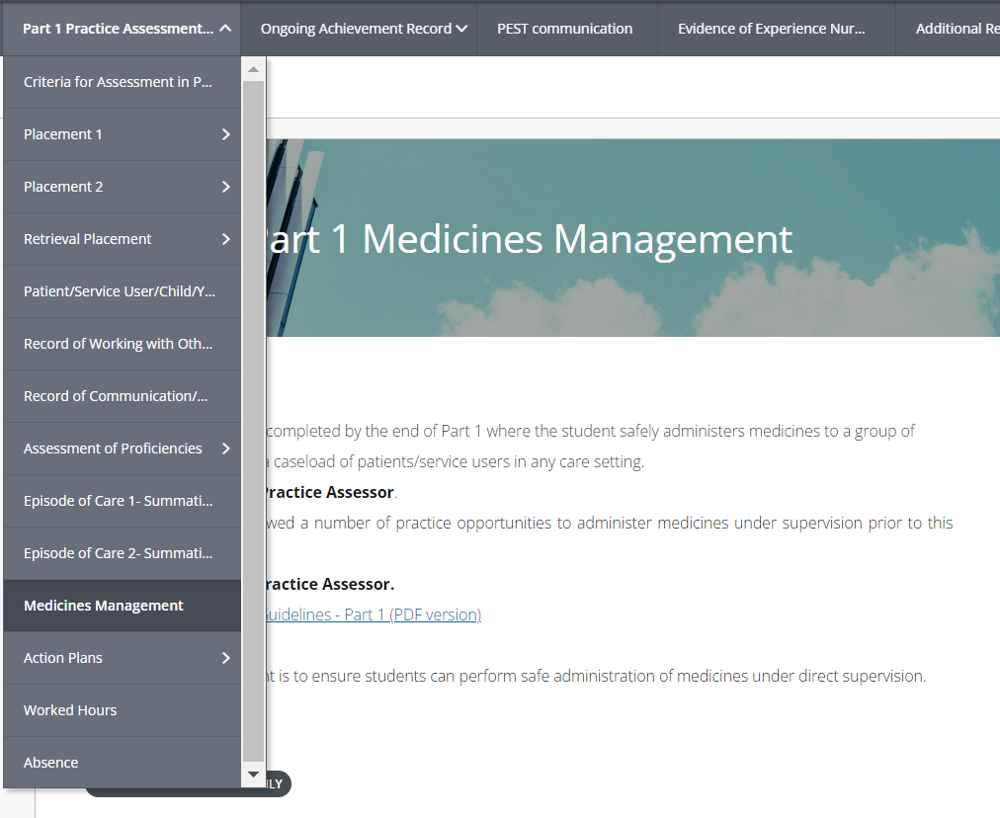 Part 1 Practice Assessment...
Ongoing Achievement Record
PEST communication
Evidence of Experience Nur...
Additional Re
Criteria for Assessment in P...
Placement 1
Placement 2
Retrieval Placement
Patient/Service User/Child/Y...
Record of Working with Oth...
Record of Communication/...
Assessment of Proficiencies
Episode of Care 1- Summati...
Episode of Care 2- Summati...
Medicines Management
Action Plans
Worked Hours
Absence
Part 1 Medicines Management
completed by the end of Part 1 where the student safely administers medicines to a group of
a caseload of patients/service users in any care setting.
Practice Assessor.
wed a number of practice opportunities to administer medicines under supervision prior to this
ractice Assessor.
uidelines - Part 1 (PDF version)
nt is to ensure students can perform safe administration of medicines under direct supervision.
LY